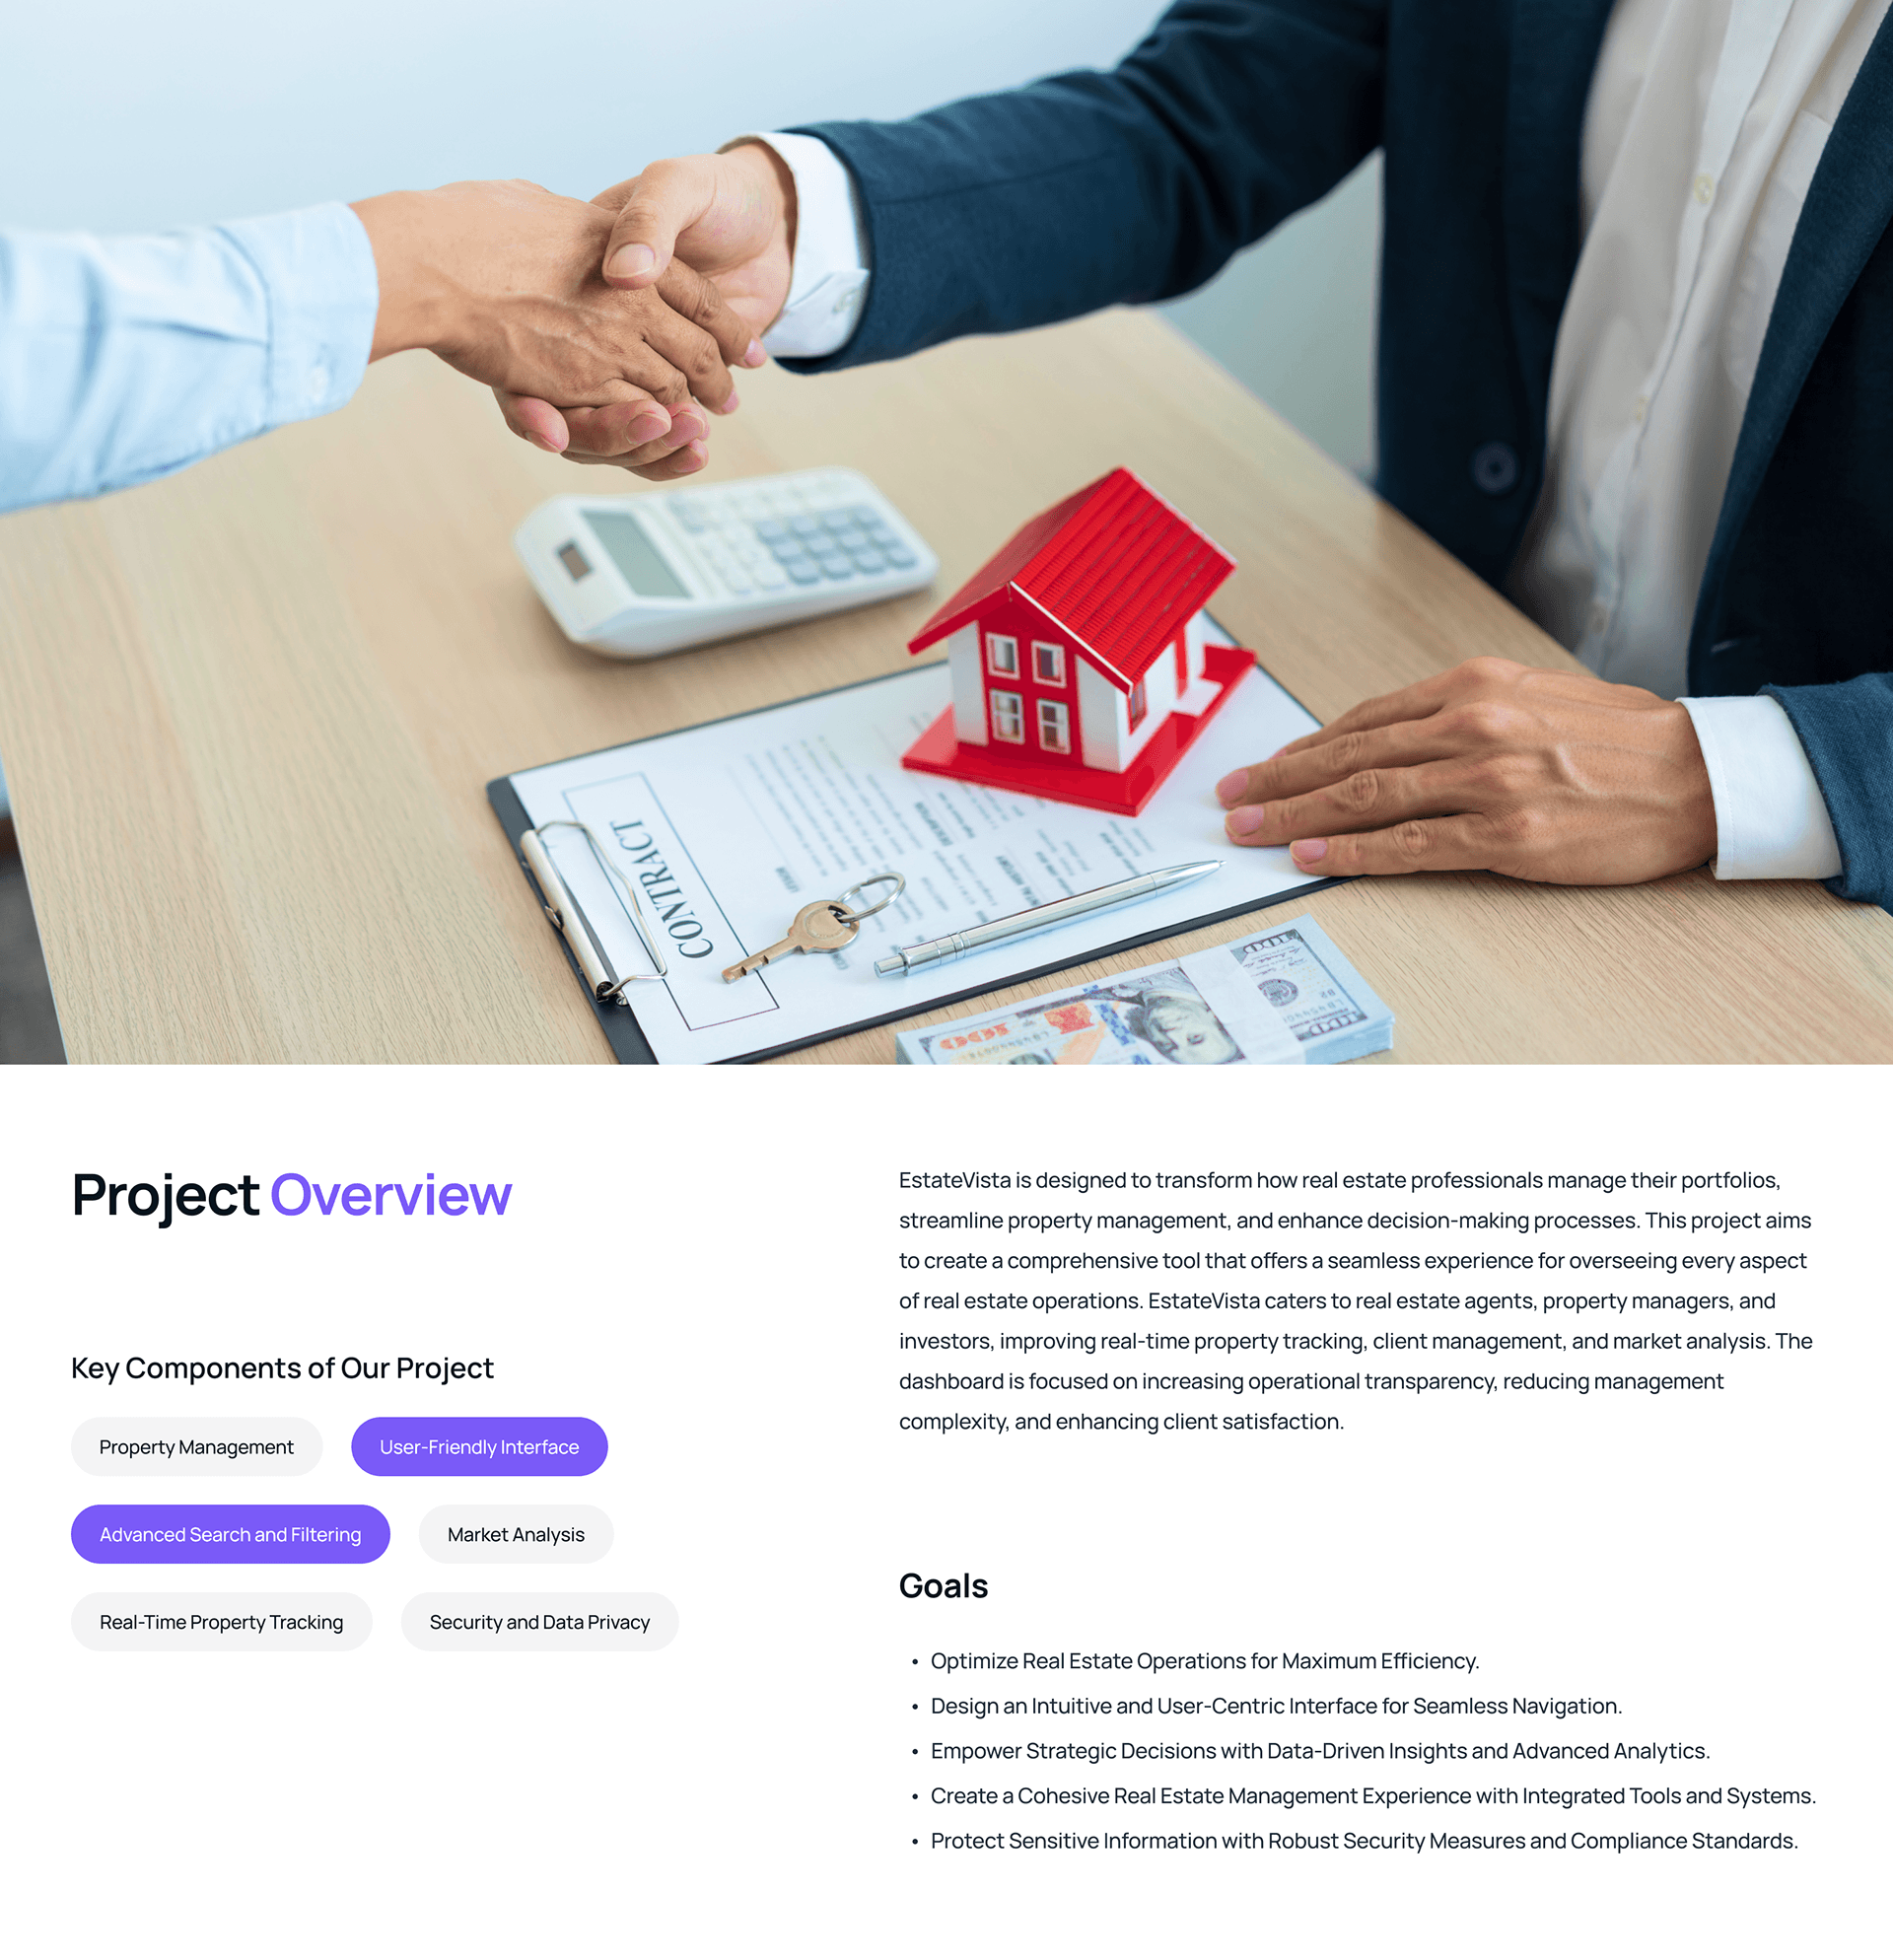 CONTRACT
100
100
100
Project Overview
EstateVista is designed to transform how real estate professionals manage their portfolios,
streamline property management, and enhance decision-making processes. This project aims
to create a comprehensive tool that offers a seamless experience for overseeing every aspect
of real estate operations. EstateVista caters to real estate agents, property managers, and
investors, improving real-time property tracking, client management, and market analysis. The
dashboard is focused on increasing operational transparency, reducing management
complexity, and enhancing client satisfaction.
Key Components of Our Project
Property Management
User-Friendly Interface
Advanced Search and Filtering
Market Analysis
Real-Time Property Tracking
Security and Data Privacy
Goals
• Optimize Real Estate Operations for Maximum Efficiency.
• Design an Intuitive and User-Centric Interface for Seamless Navigation.
• Empower Strategic Decisions with Data-Driven Insights and Advanced Analytics.
• Create a Cohesive Real Estate Management Experience with Integrated Tools and Systems.
• Protect Sensitive Information with Robust Security Measures and Compliance Standards.